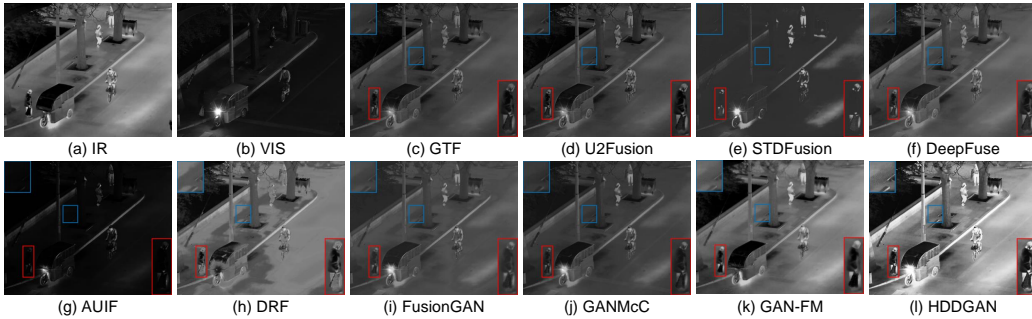 (a) IR
(b) VIS
(c) GTF
(d) U2Fusion
(e) STDFusion
(f) DeepFuse
(g) AUIF
(h) DRF
(i) FusionGAN
(j) GANMcC
(k) GAN-FM
(l) HDDGAN